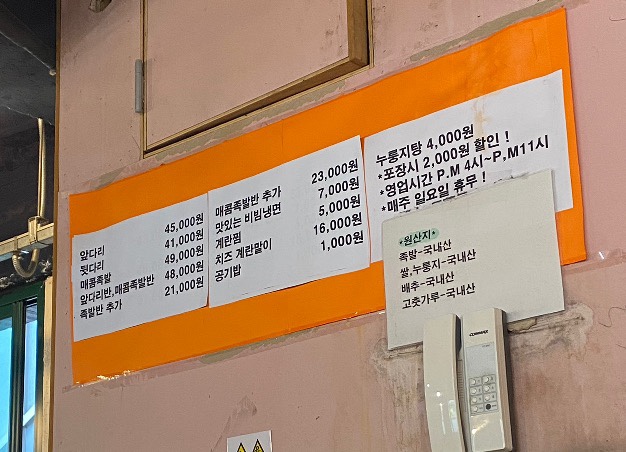 앞다리 45,000원
뒷다리 41,000원
매콤족발 49,000원
앞다리반,매콤족발반 48,000원
족발반 추가 21,000원
매콤족발반 추가 23,000원
맛있는 비빔냉면 7,000원
계란찜 5,000원
치즈 계란말이 16,000원
공기밥 1,000원
누룽지탕 4,000원
*포장시 2,000원 할인 !
*영업시간 P.M 4시~P,M11시
*매주 일요일 휴무 !
*원산지*
족발-국내산
쌀,누룽지-국내산
배추-국내산
고춧가루-국내산
COMMAX